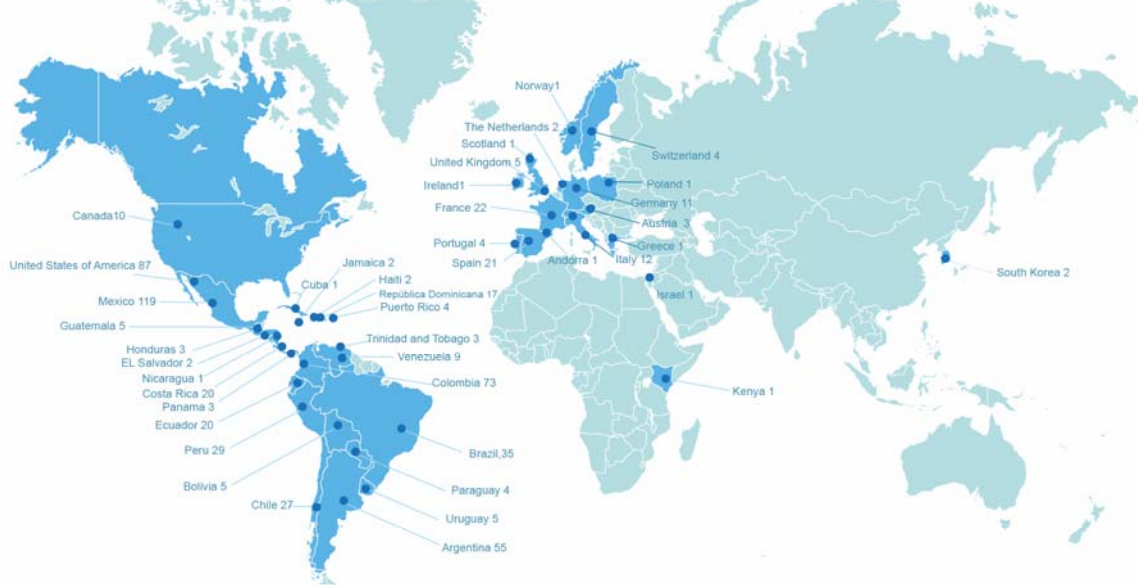 Norway1
The Netherlands 2
Scotland 1
Switzerland 4
United Kingdom 5
Ireland1
Poland 1
Germany 11
France 22
Austria 3
Portugal 4
Greece 1
Spain 21
Andorra 1
Italy 12
Israel 1
South Korea 2
Kenya 1
Canada10
United States of America 87
Jamaica 2
Cuba 1
Haiti 2
Mexico 119
República Dominicana 17
Puerto Rico 4
Guatemala 5
Trinidad and Tobago 3
Honduras 3
Venezuela 9
EL Salvador 2
Nicaragua 1
Colombia 73
Costa Rica 20
Panama 3
Ecuador 20
Peru 29
Brazil,35
Bolivia 5
Paraguay 4
Chile 27
Uruguay 5
Argentina 55